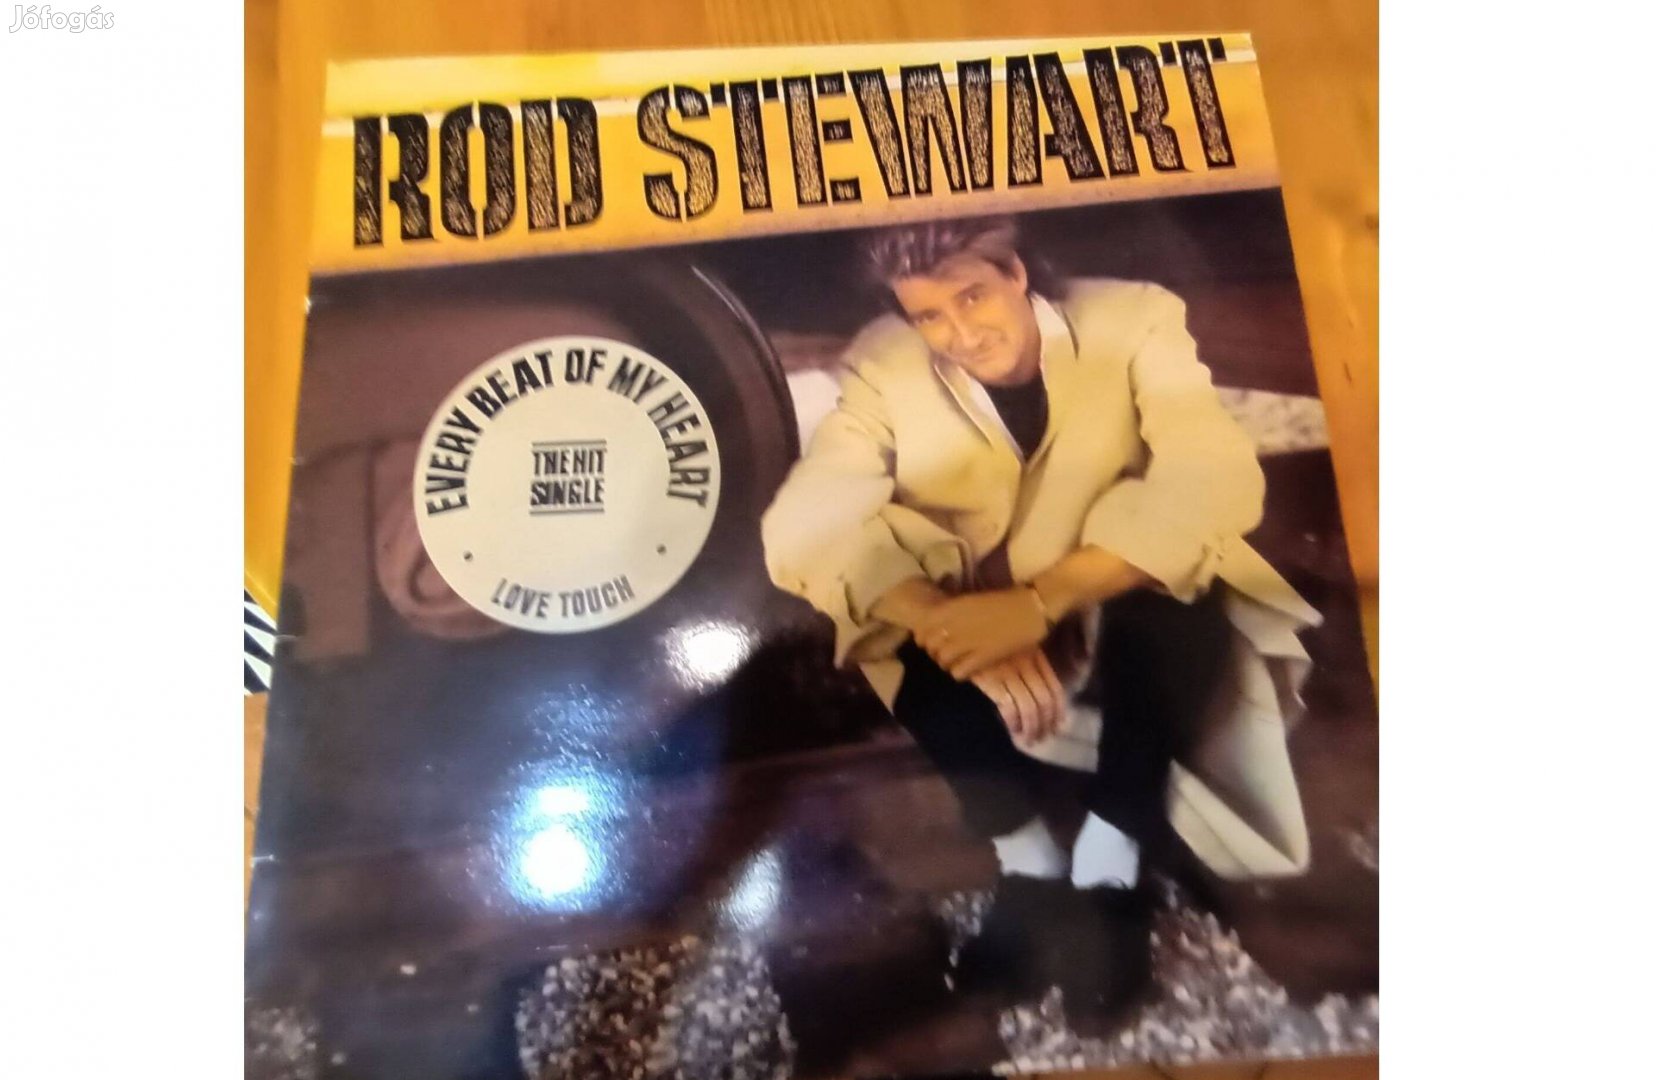 Jófogás
ROD STEWART
EVERY BEAT OF MY HEART
THE HIT
SINGLE
LOVE TOUCH